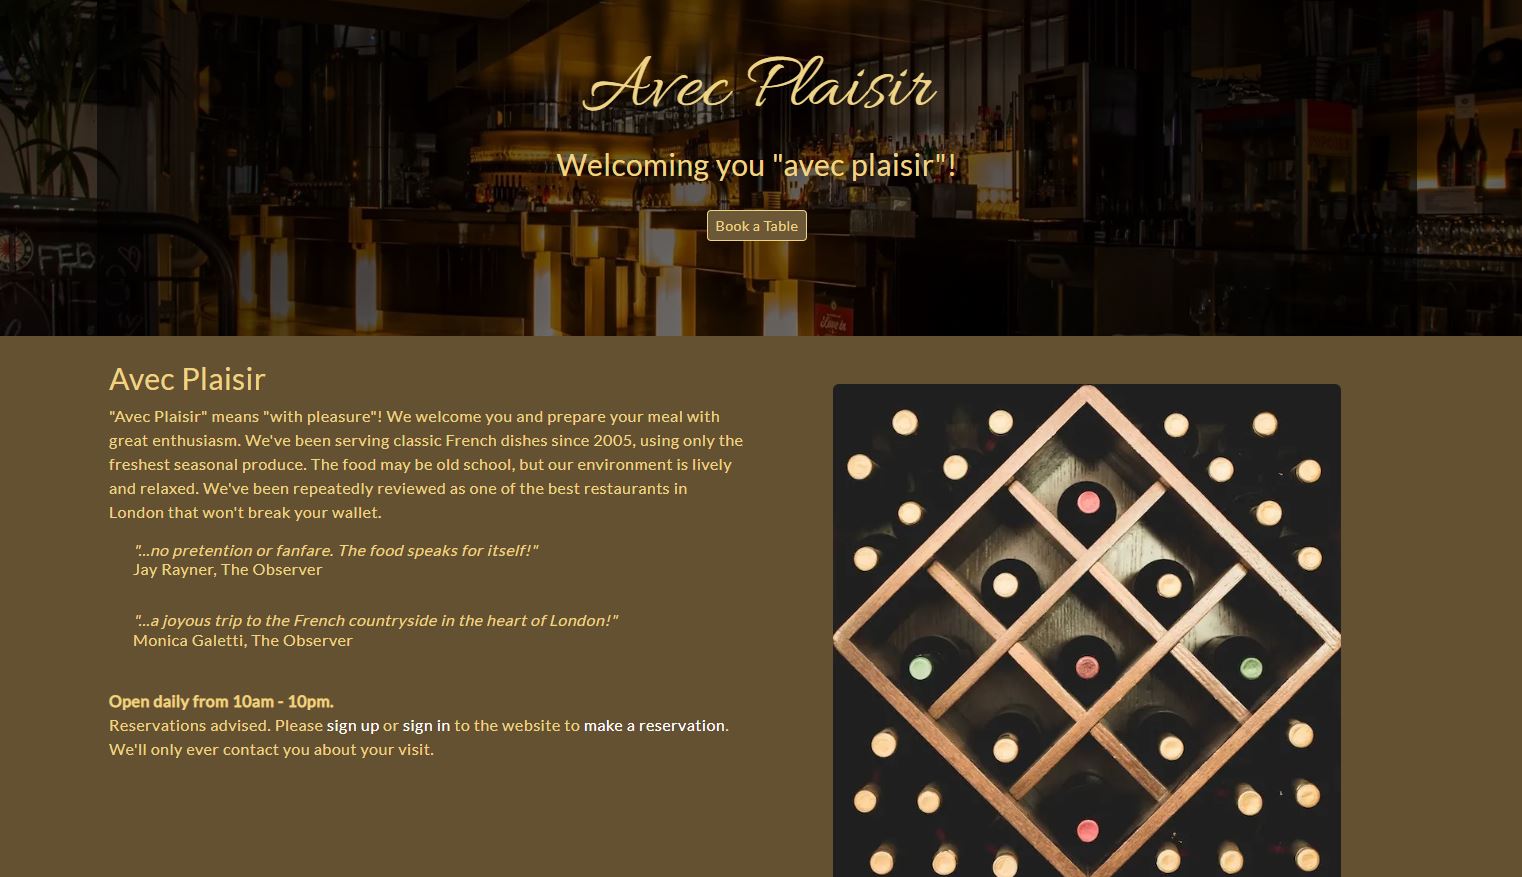 Avec Plaisir
Welcoming you "avec plaisir"!
Book a Table
FEB
Avec Plaisir
"Avec Plaisir" means "with pleasure"! We welcome you and prepare your meal with
great enthusiasm. We've been serving classic French dishes since 2005, using only the
freshest seasonal produce. The food may be old school, but our environment is lively
and relaxed. We've been repeatedly reviewed as one of the best restaurants in
London that won't break your wallet.
"...no pretention or fanfare. The food speaks for itself!"
Jay Rayner, The Observer
"...a joyous trip to the French countryside in the heart of London!"
Monica Galetti, The Observer
Open daily from 10am - 10pm.
Reservations advised. Please sign up or sign in to the website to make a reservation.
We'll only ever contact you about your visit.